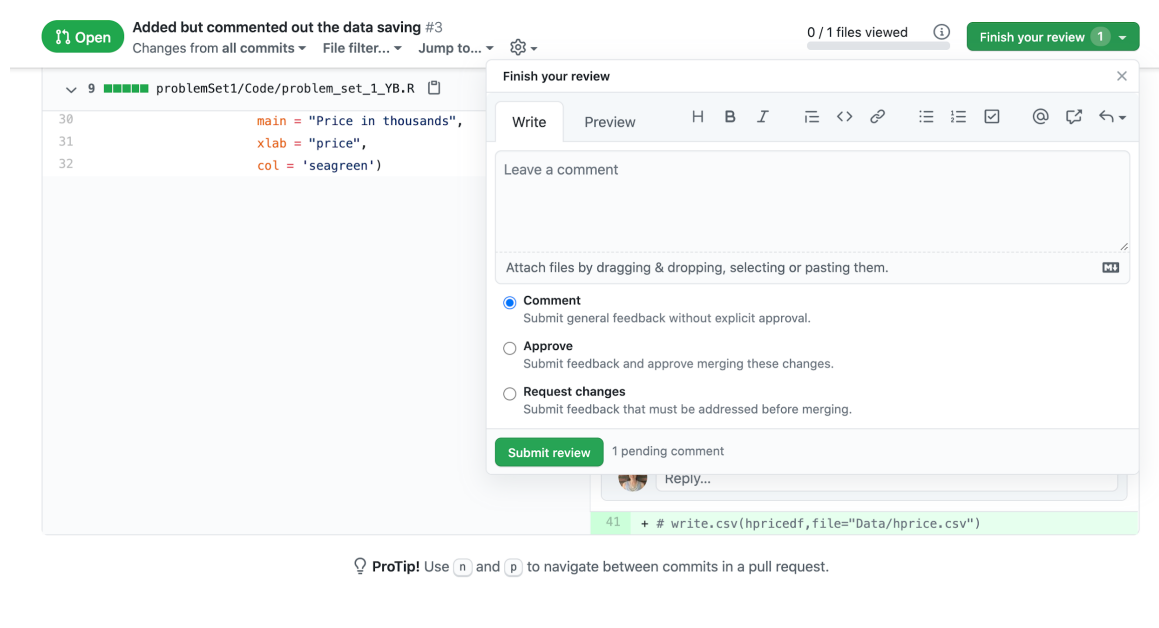 Open
Added but commented out the data saving #3
Changes from all commits
File filter...
Jump to...
0 / 1 files viewed
Finish your review 1
9 problemSet1/Code/problem_set_1_YB.R
30 main = "Price in thousands",
31 xlab = "price",
32 col = 'seagreen')
Finish your review
Write
Preview
Leave a comment
Attach files by dragging & dropping, selecting or pasting them.
Comment
Submit general feedback without explicit approval.
Approve
Submit feedback and approve merging these changes.
Request changes
Submit feedback that must be addressed before merging.
Submit review
1 pending comment
Reply...
41 + # write.csv(hpricedf,file="Data/hprice.csv")
ProTip! Use n and p to navigate between commits in a pull request.